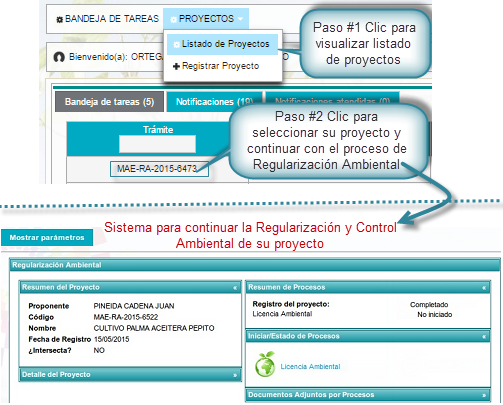 BANDEJA DE TAREAS PROYECTOS
Paso #1 Clic para
visualizar listado
de proyectos
Listado de Proyectos
Registrar Proyecto
Bienvenido(a): ORTEGA
Bandeja de tareas (5) Notificaciones (19) Notificaciones atendidas (0)
Paso #2 Clic para
seleccionar su proyecto y
continuar con el proceso de
Regularización Ambiental
Trámite
MAE-RA-2015-6473
Sistema para continuar la Regularización y Control
Ambiental de su proyecto
Mostrar parámetros
Regularización Ambiental
Resumen del Proyecto
Proponente PINEIDA CADENA JUAN
Código MAE-RA-2015-6522
Nombre CULTIVO PALMA ACEITERA PEPITO
Fecha de Registro 15/05/2015
¿Intersecta? NO
Detalle del Proyecto
Resumen de Procesos
Registro del proyecto: Completado
Licencia Ambiental No iniciado
Iniciar/Estado de Procesos
Licencia Ambiental
Documentos Adjuntos por Procesos